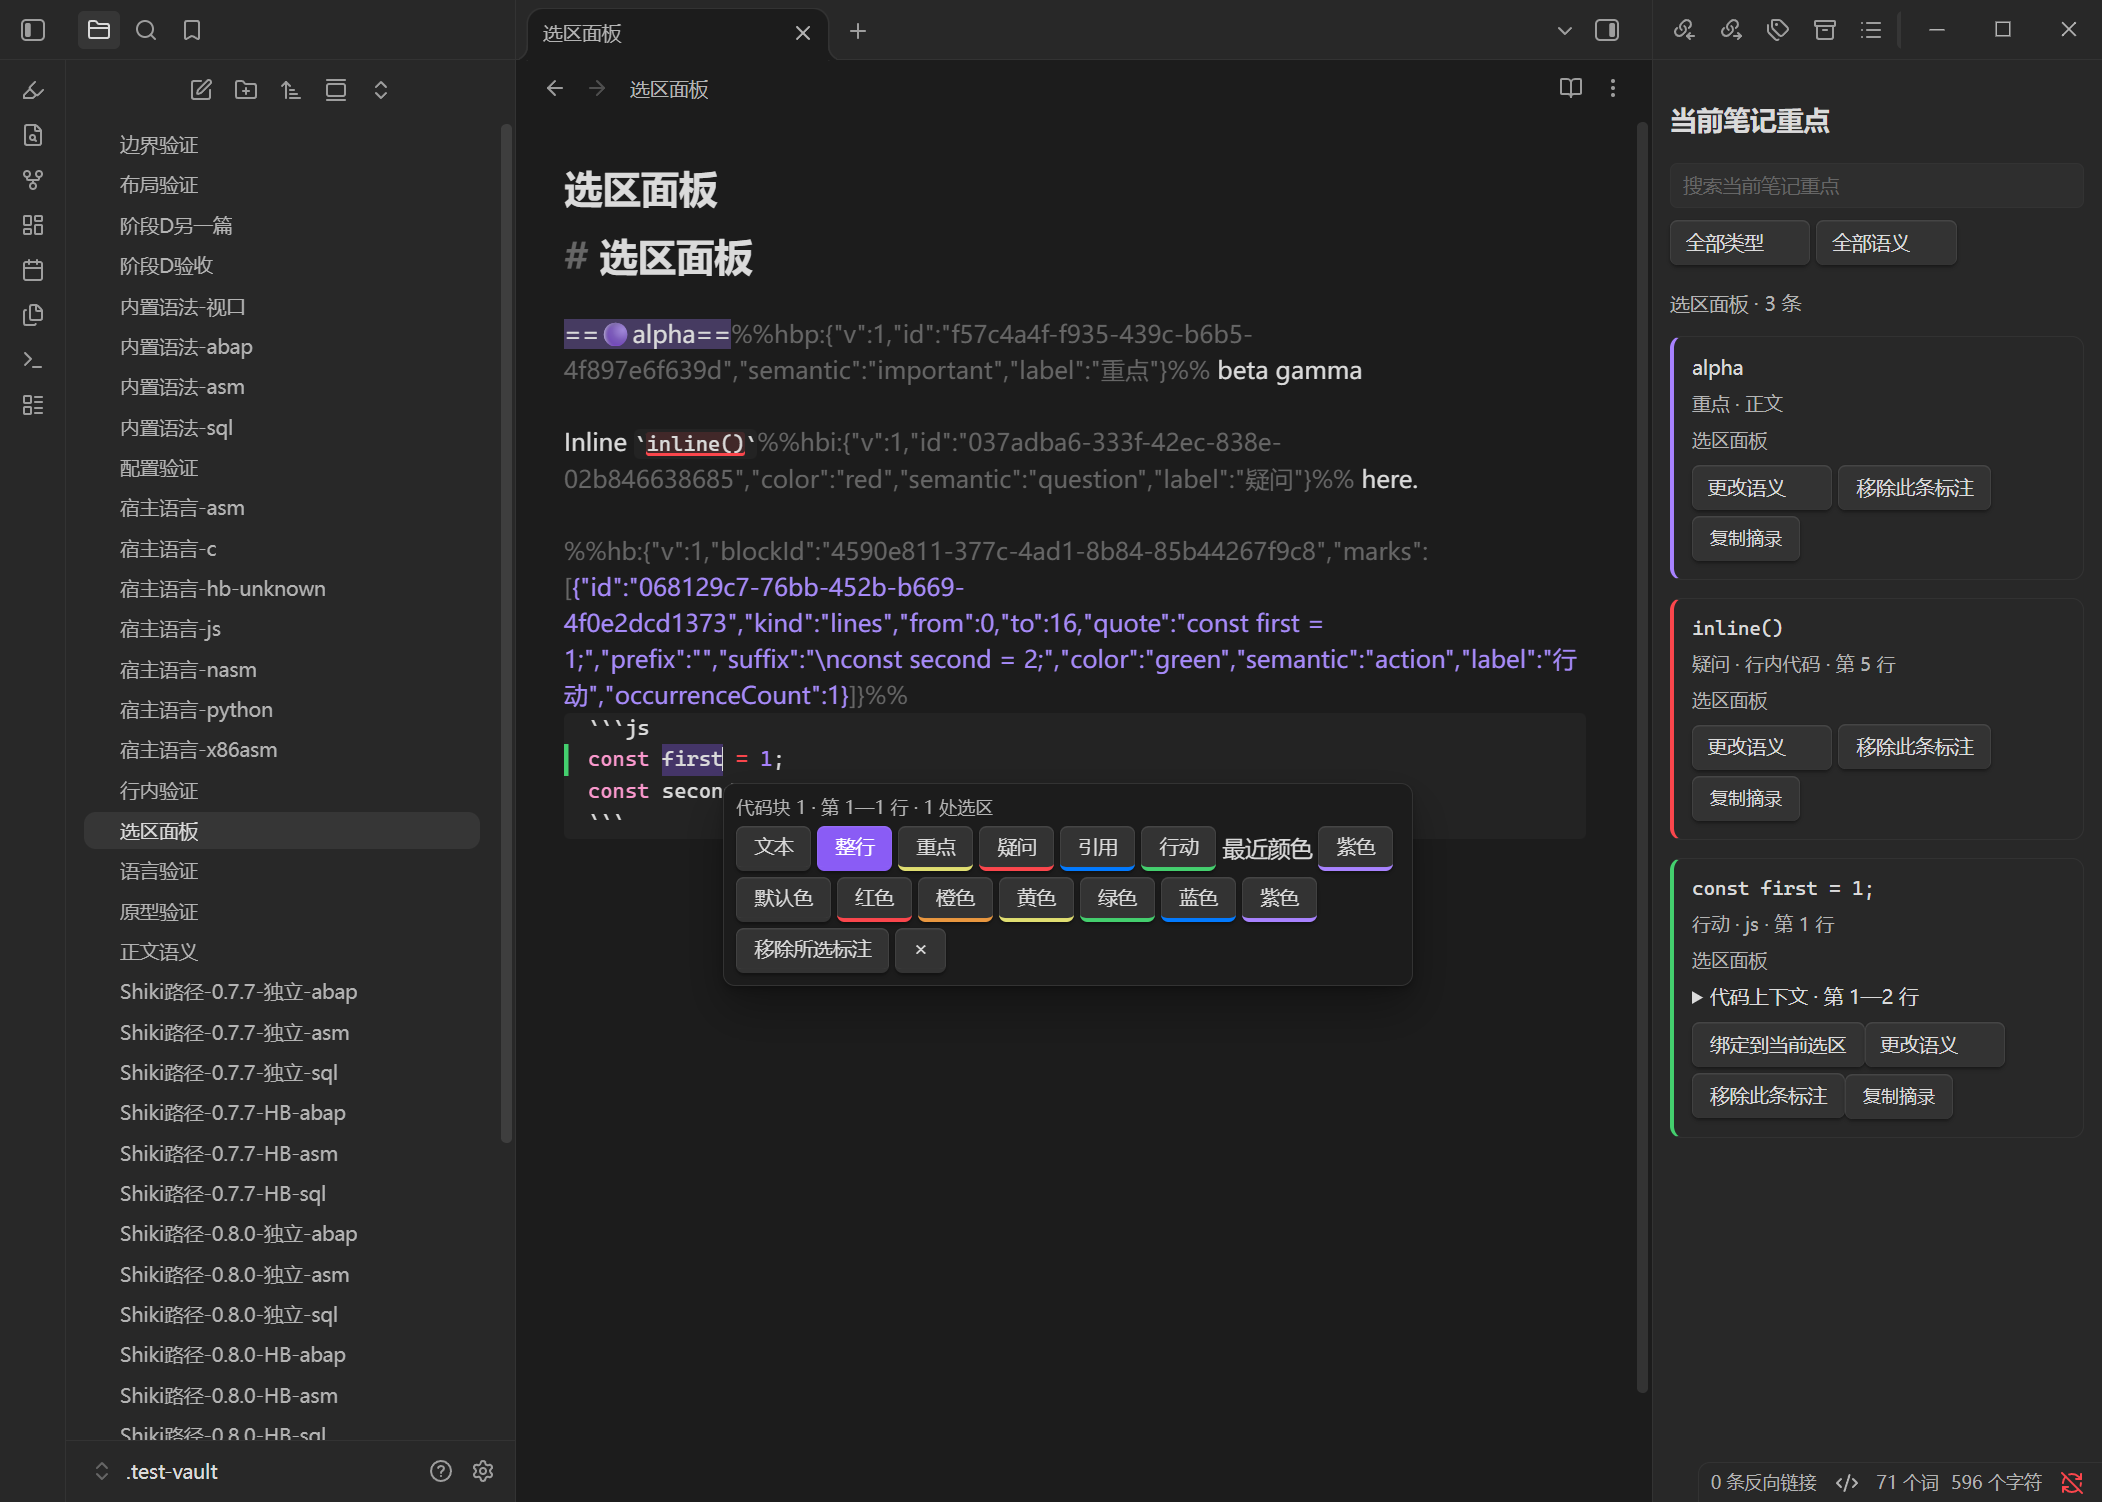 选区面板
选区面板
边界验证
布局验证
阶段D另一篇
阶段D验收
内置语法-视口
内置语法-abap
内置语法-asm
内置语法-sql
配置验证
宿主语言-asm
宿主语言-c
宿主语言-hb-unknown
宿主语言-js
宿主语言-nasm
宿主语言-python
宿主语言-x86asm
行内验证
选区面板
语言验证
原型验证
正文语义
Shiki路径-0.7.7-独立-abap
Shiki路径-0.7.7-独立-asm
Shiki路径-0.7.7-独立-sql
Shiki路径-0.7.7-HB-abap
Shiki路径-0.7.7-HB-asm
Shiki路径-0.7.7-HB-sql
Shiki路径-0.8.0-独立-abap
Shiki路径-0.8.0-独立-asm
Shiki路径-0.8.0-独立-sql
Shiki路径-0.8.0-HB-abap
Shiki路径-0.8.0-HB-asm
Shiki路径-0.8.0-HB-sql
.test-vault
选区面板
# 选区面板
==🟣alpha==%%hbp:{"v":1,"id":"f57c4a4f-f935-439c-b6b5-
4f897e6f639d","semantic":"important","label":"重点"}%% beta gamma
Inline `inline()`%%hbi:{"v":1,"id":"037adba6-333f-42ec-838e-
02b846638685","color":"red","semantic":"question","label":"疑问"}%% here.
%%hb:{"v":1,"blockId":"4590e811-377c-4ad1-8b84-85b44267f9c8","marks":
[{"id":"068129c7-76bb-452b-b669-
4f0e2dcd1373","kind":"lines","from":0,"to":16,"quote":"const first =
1;","prefix":"","suffix":"\nconst second = 2;","color":"green","semantic":"action","label":"行
动","occurrenceCount":1}]}%%
```js
const first = 1;
const secon
```
代码块 1 · 第 1—1 行 · 1 处选区
文本 整行 重点 疑问 引用 行动 最近颜色 紫色
默认色 红色 橙色 黄色 绿色 蓝色 紫色
移除所选标注 ×
当前笔记重点
搜索当前笔记重点
全部类型 全部语义
选区面板 · 3 条
alpha
重点 · 正文
选区面板
更改语义 移除此条标注
复制摘录
inline()
疑问 · 行内代码 · 第 5 行
选区面板
更改语义 移除此条标注
复制摘录
const first = 1;
行动 · js · 第 1 行
选区面板
▶ 代码上下文 · 第 1—2 行
绑定到当前选区 更改语义
移除此条标注 复制摘录
0 条反向链接 </> 71 个词 596 个字符